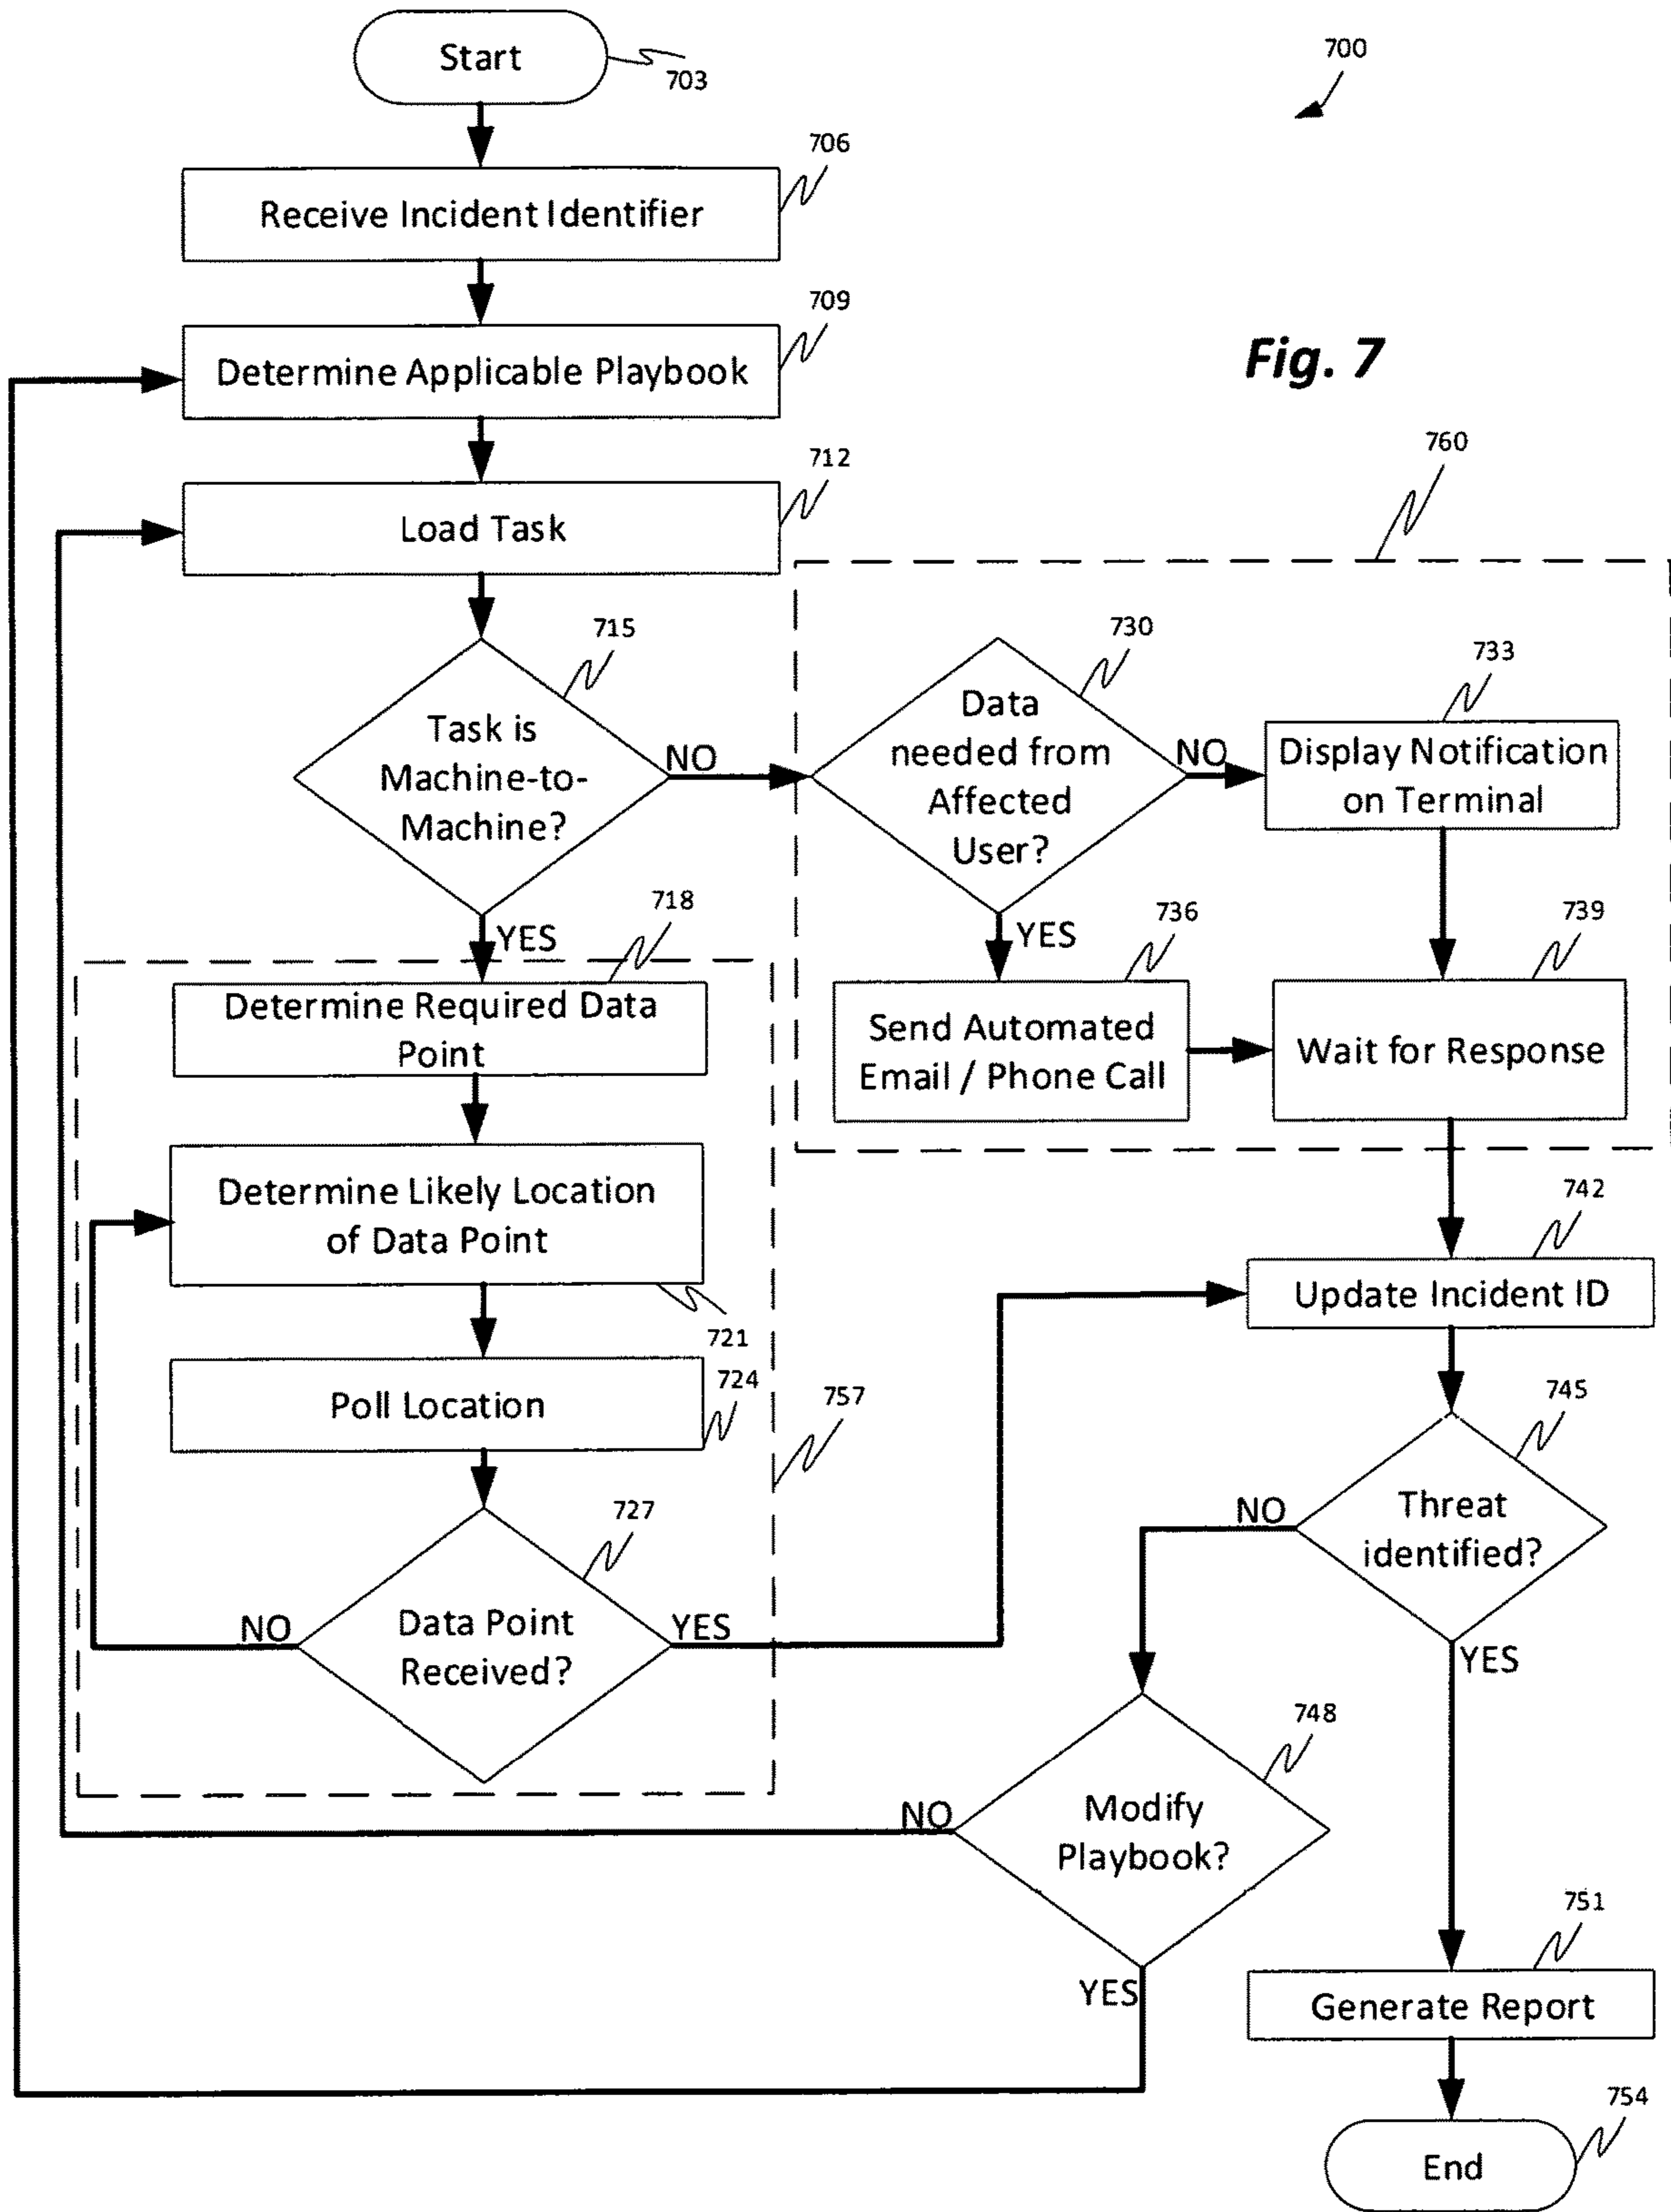 Start
703
700
706
Receive Incident Identifier
709
Determine Applicable Playbook
Fig. 7
712
Load Task
760
715
Task is
Machine-to-
Machine?
NO
YES
730
Data
needed from
Affected
User?
NO
YES
733
Display Notification
on Terminal
736
Send Automated
Email / Phone Call
739
Wait for Response
718
Determine Required Data
Point
Determine Likely Location
of Data Point
721
724
Poll Location
757
727
Data Point
Received?
NO
YES
742
Update Incident ID
745
Threat
identified?
NO
YES
748
Modify
Playbook?
NO
YES
751
Generate Report
754
End